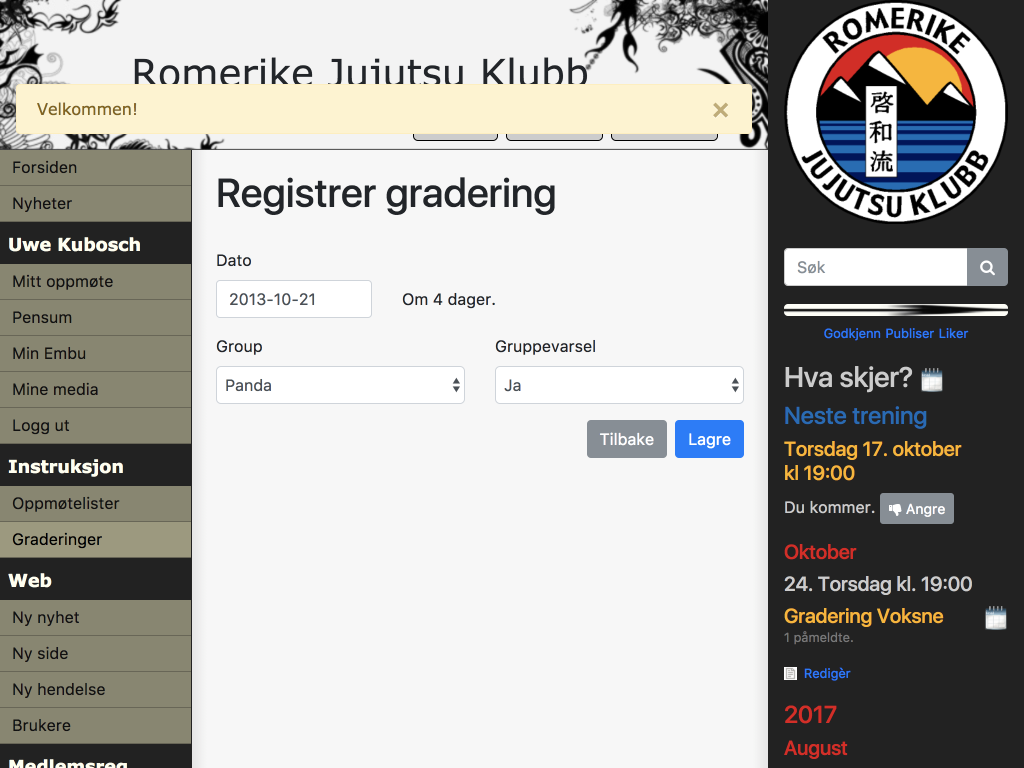 Romerike Jujutsu Klubb
Velkommen!
×
Forsiden
Nyheter
Uwe Kubosch
Mitt oppmøte
Pensum
Min Embu
Mine media
Logg ut
Instruksjon
Oppmøtelister
Graderinger
Web
Ny nyhet
Ny side
Ny hendelse
Brukere
Medlemsreg
Registrer gradering
Dato
2013-10-21
Om 4 dager.
Group
Gruppevarsel
Panda
Ja
Tilbake
Lagre
ROMERIKE
啓和流
JUJUTSU KLUBB
Søk
Godkjenn Publiser Liker
Hva skjer?
Neste trening
Torsdag 17. oktober
kl 19:00
Du kommer.
Angre
Oktober
24. Torsdag kl. 19:00
Gradering Voksne
1 påmeldte.
Redigèr
2017
August